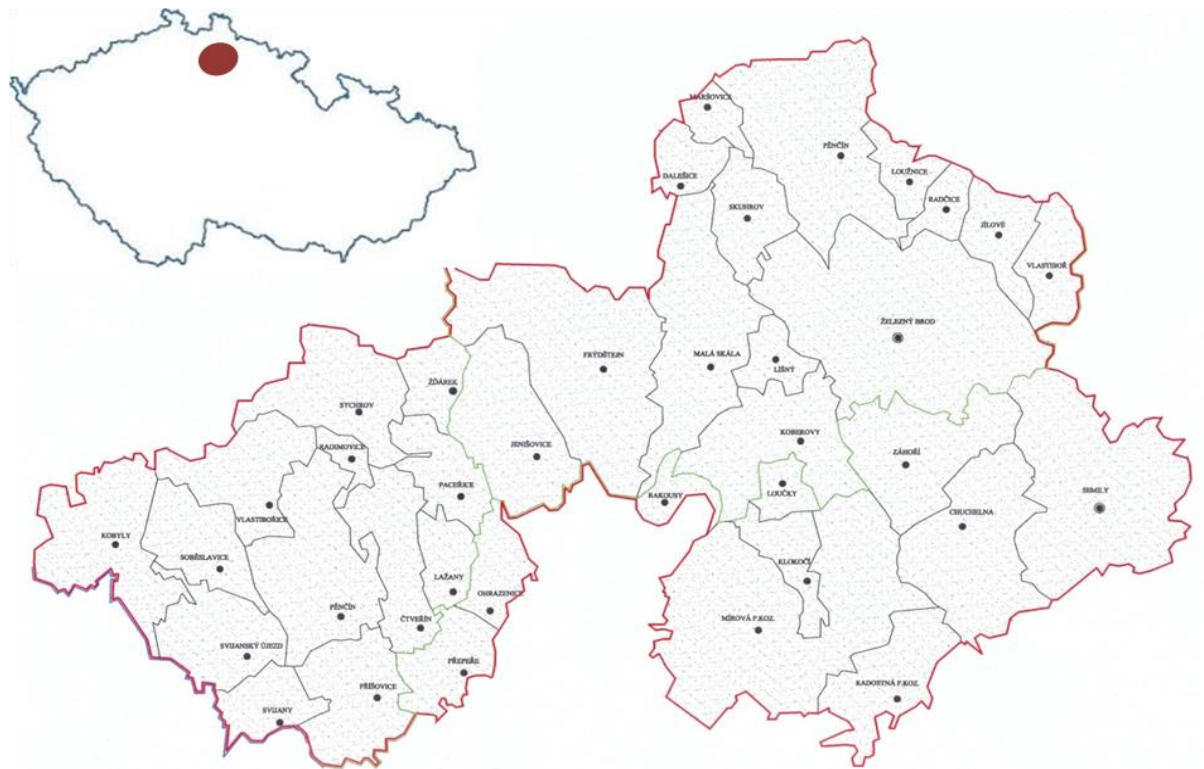 MARŠOVICE
PĚNČÍN
LOUŽNICE
DALEŠICE
RADČICE
SKUHROV
JÍLOVÉ
VLASTIBOŘ
ŽELEZNÝ BROD
FRÝDŠTEJN
MALÁ SKÁLA
LÍŠNÝ
ŽĎÁREK
SYCHROV
JENIŠOVICE
KOBEROVY
RADIMOVICE
ZÁHOŘÍ
PACEŘICE
RAKOUSY
LOUČKY
SEMILY
VLASTIBOŘICE
CHUCHELNA
KOBYLY
SOBĚSLAVICE
KLOKOČÍ
LAŽANY
OHRAZENICE
PĚNČÍN
ČTVEŘÍN
MÍROVÁ P.KOZ.
SVIJANSKÝ ÚJEZD
PŘEPEŘE
RADOSTNÁ P.KOZ.
PŘÍŠOVICE
SVIJANY